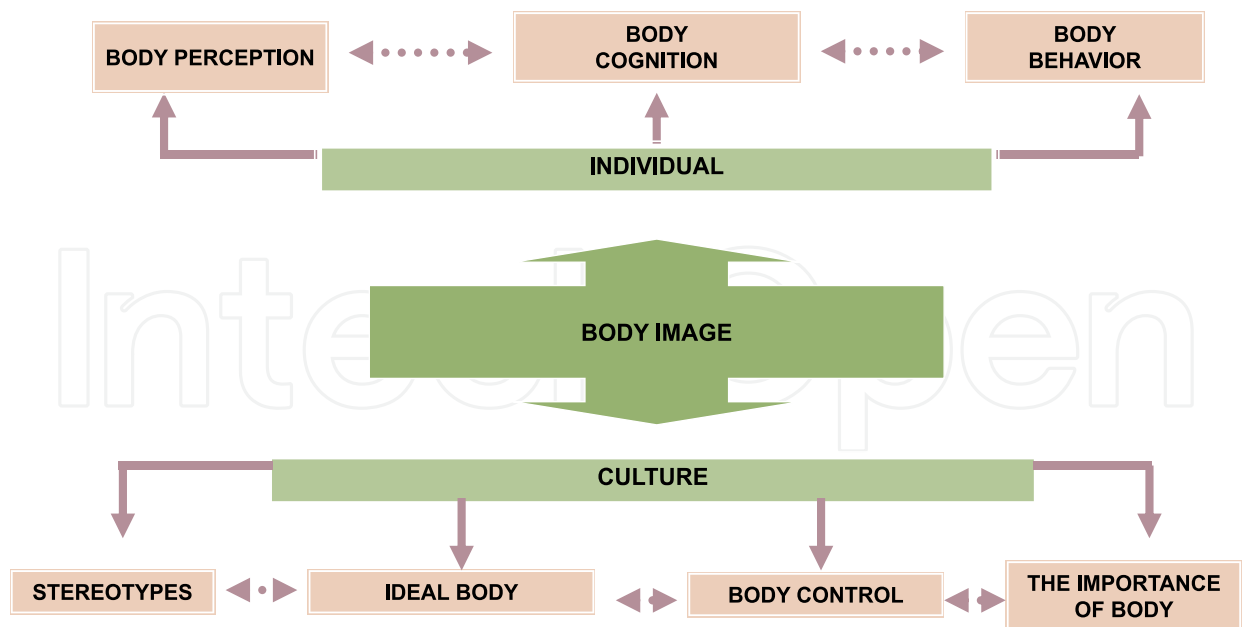 BODY PERCEPTION
BODY
COGNITION
BODY
BEHAVIOR
INDIVIDUAL
BODY IMAGE
CULTURE
STEREOTYPES
IDEAL BODY
BODY CONTROL
THE IMPORTANCE
OF BODY
IntechOpen